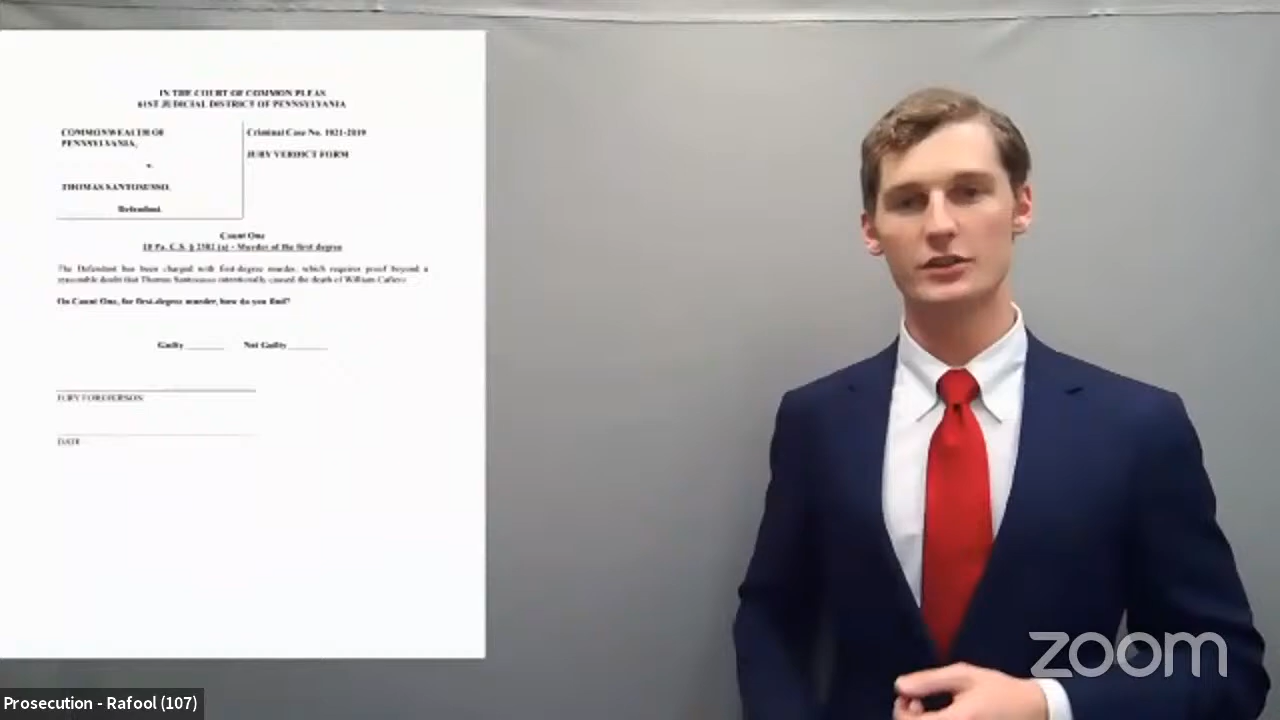 IN THE COURT OF COMMON PLEAS
61ST JUDICIAL DISTRICT OF PENNSYLVANIA
COMMONWEALTH OF
PENNSYLVANIA,
v.
THOMAS SANTOSUSSO,
Defendant.
Criminal Case No. 1021-2019
JURY VERDICT FORM
Count One
18 Pa. C.S. § 2502 (a) - Murder of the first degree
The Defendant has been charged with first-degree murder, which requires proof beyond a
reasonable doubt that Thomas Santosusso intentionally caused the death of William
On Count One, for first-degree murder, how do you find?
Guilty ______ Not Guilty ______
JURY FOREPERSON
DATE
zoom
Prosecution - Rafool (107)